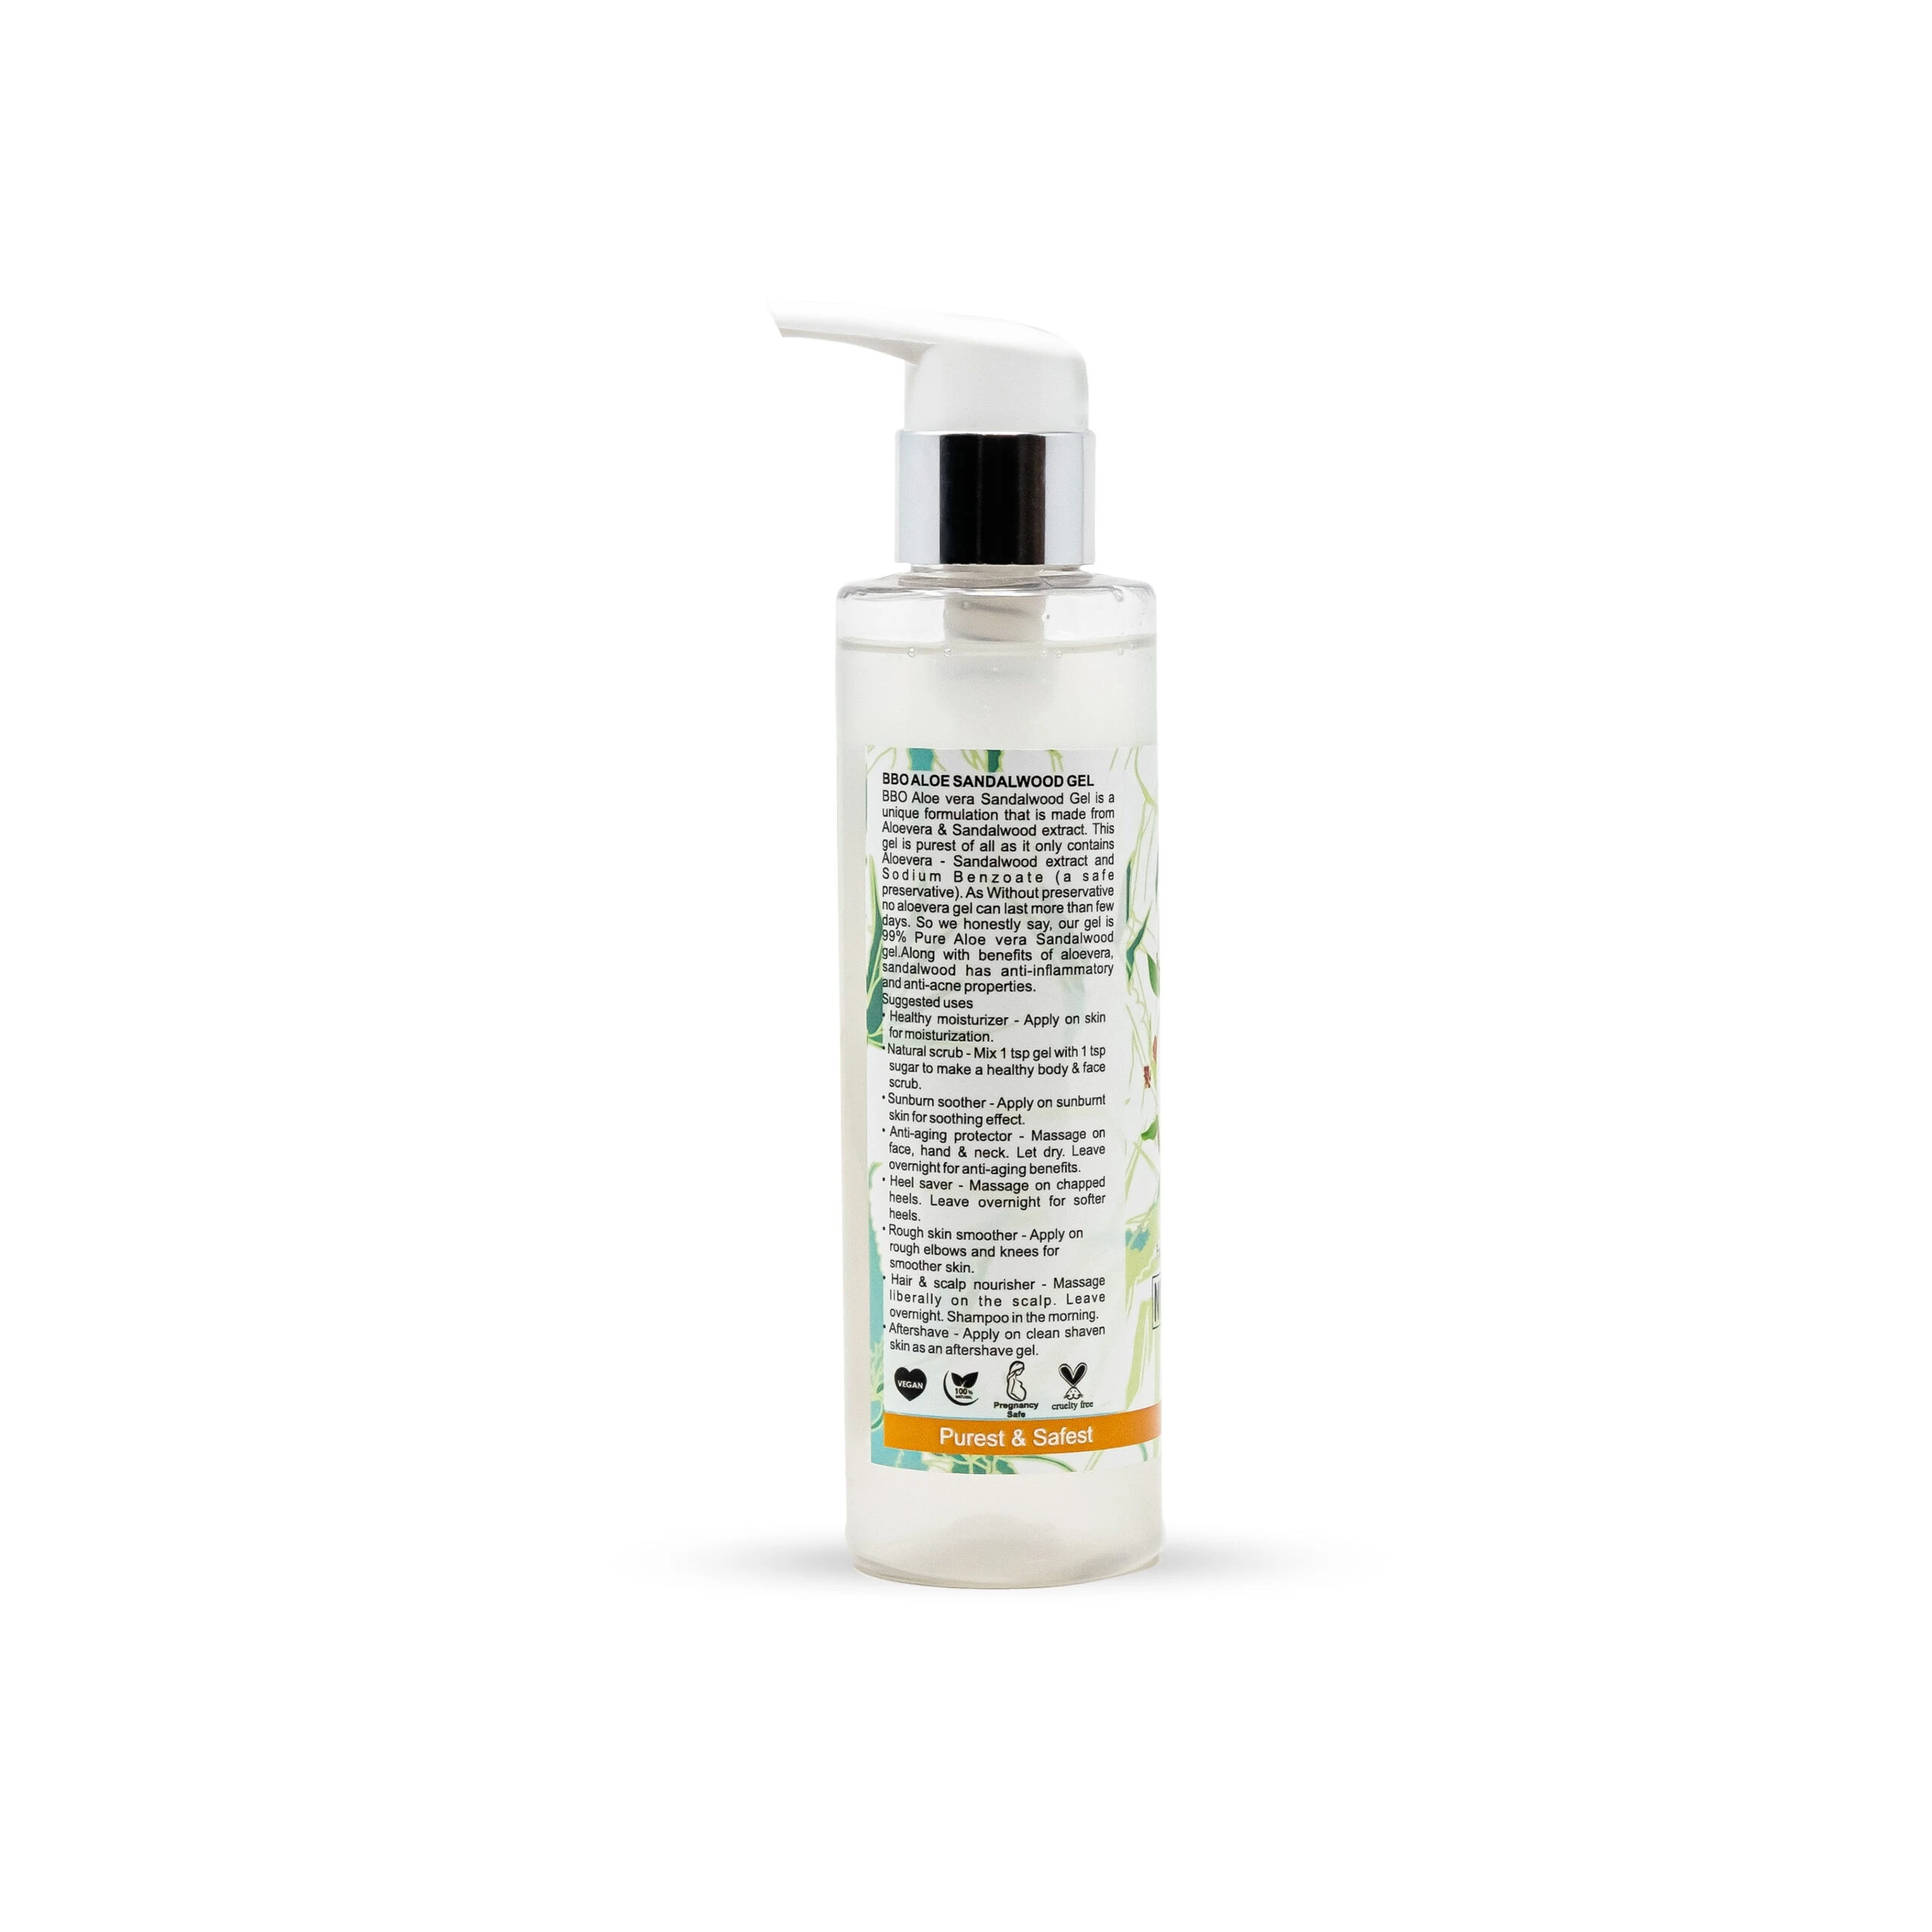 BBO ALOE SANDALWOOD GEL
BBO Aloe vera Sandalwood Gel is a
unique formulation that is made from
Aloevera & Sandalwood extract. This
gel is purest of all as it only contains
Aloevera - Sandalwood extract and
Sodium Benzoate (a safe
preservative). As Without preservative
no aloevera gel can last more than few
days. So we honestly say, our gel is
99% Pure Aloe vera Sandalwood
gel.Along with benefits of aloevera,
sandalwood has anti-inflammatory
and anti-acne properties.
Suggested uses
• Healthy moisturizer - Apply on skin
for moisturization.
• Natural scrub - Mix 1 tsp gel with 1 tsp
sugar to make a healthy body & face
scrub.
• Sunburn soother - Apply on sunburnt
skin for soothing effect.
• Anti-aging protector - Massage on
face, hand & neck. Let dry. Leave
overnight for anti-aging benefits.
• Heel saver - Massage on chapped
heels. Leave overnight for softer
heels.
• Rough skin smoother - Apply on
rough elbows and knees for
smoother skin.
• Hair & scalp nourisher - Massage
liberally on the scalp. Leave
overnight. Shampoo in the morning.
• Aftershave - Apply on clean shaven
skin as an aftershave gel.
VEGAN
100%
NATURAL
Pregnancy
Safe
cruelty free
Purest & Safest